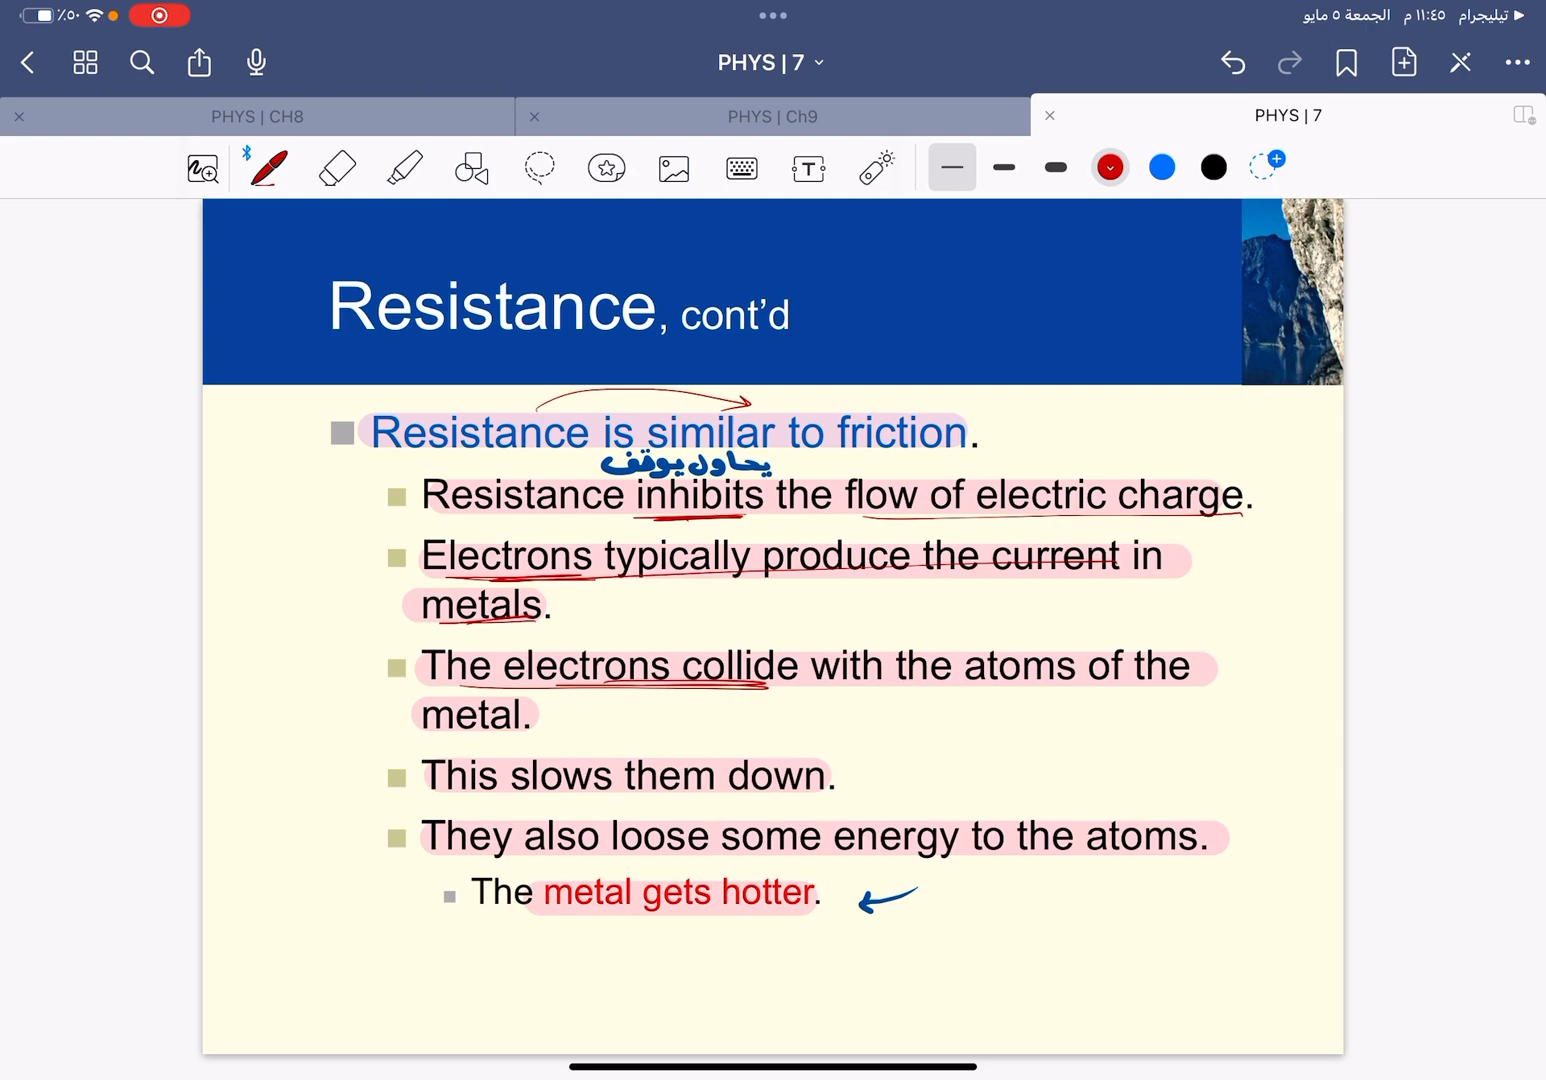 ٪٥٠
١١:٤٥ م الجمعة ٥ مايو
تيليجرام
PHYS | 7
PHYS | CH8
PHYS | Ch9
PHYS | 7
T
Resistance, cont’d
Resistance is similar to friction.
يحاول يوقف
Resistance inhibits the flow of electric charge.
Electrons typically produce the current in
metals.
The electrons collide with the atoms of the
metal.
This slows them down.
They also loose some energy to the atoms.
The metal gets hotter.